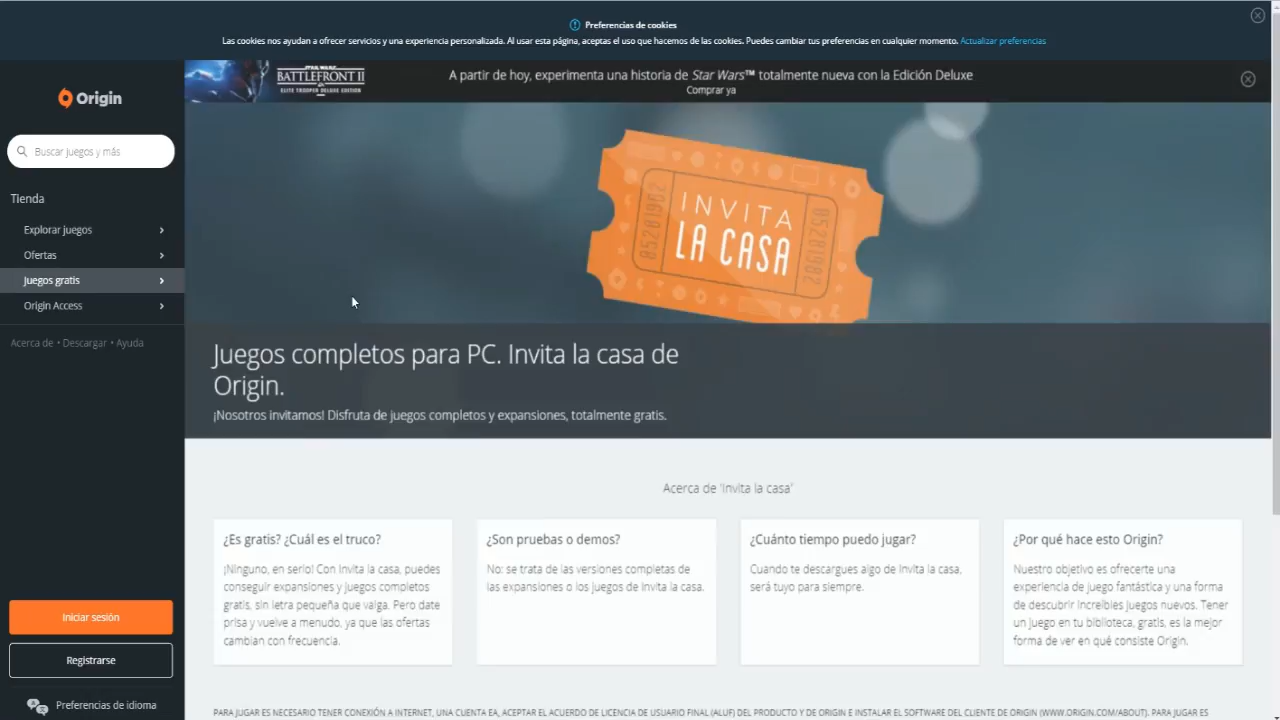 Preferencias de cookies
Las cookies nos ayudan a ofrecer servicios y una experiencia personalizada. Al usar esta página, aceptas el uso que hacemos de las cookies. Puedes cambiar tus preferencias en cualquier momento. Actualizar preferencias
Origin
Buscar juegos y más
Tienda
Explorar juegos
Ofertas
Juegos gratis
Origin Access
Acerca de • Descargar • Ayuda
Iniciar sesión
Registrarse
Preferencias de idioma
STAR WARS
BATTLEFRONT II
ELITE TROOPER DELUXE EDITION
A partir de hoy, experimenta una historia de Star Wars™ totalmente nueva con la Edición Deluxe
Comprar ya
85281902
INVITA
LA CASA
85281902
Juegos completos para PC. Invita la casa de
Origin.
¡Nosotros invitamos! Disfruta de juegos completos y expansiones, totalmente gratis.
Acerca de 'Invita la casa'
¿Es gratis? ¿Cuál es el truco?
¡Ninguno, en serio! Con Invita la casa, puedes
conseguir expansiones y juegos completos
gratis, sin letra pequeña que valga. Pero date
prisa y vuelve a menudo, ya que las ofertas
cambian con frecuencia.
¿Son pruebas o demos?
No: se trata de las versiones completas de
las expansiones o los juegos de Invita la casa.
¿Cuánto tiempo puedo jugar?
Cuando te descargues algo de Invita la casa,
será tuyo para siempre.
¿Por qué hace esto Origin?
Nuestro objetivo es ofrecerte una
experiencia de juego fantástica y una forma
de descubrir increíbles juegos nuevos. Tener
un juego en tu biblioteca, gratis, es la mejor
forma de ver en qué consiste Origin.
PARA JUGAR ES NECESARIO TENER CONEXIÓN A INTERNET, UNA CUENTA EA, ACEPTAR EL ACUERDO DE LICENCIA DE USUARIO FINAL (ALUF) DEL PRODUCTO Y DE ORIGIN E INSTALAR EL SOFTWARE DEL CLIENTE DE ORIGIN (WWW.ORIGIN.COM/ABOUT). PARA JUGAR ES